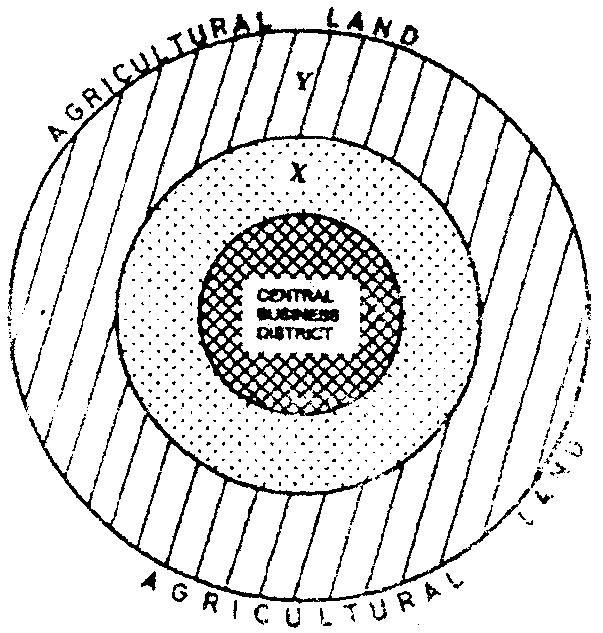 AGRICULTURAL LAND
Y
X
CENTRAL
BUSINESS
DISTRICT
AGRICULTURAL LAND